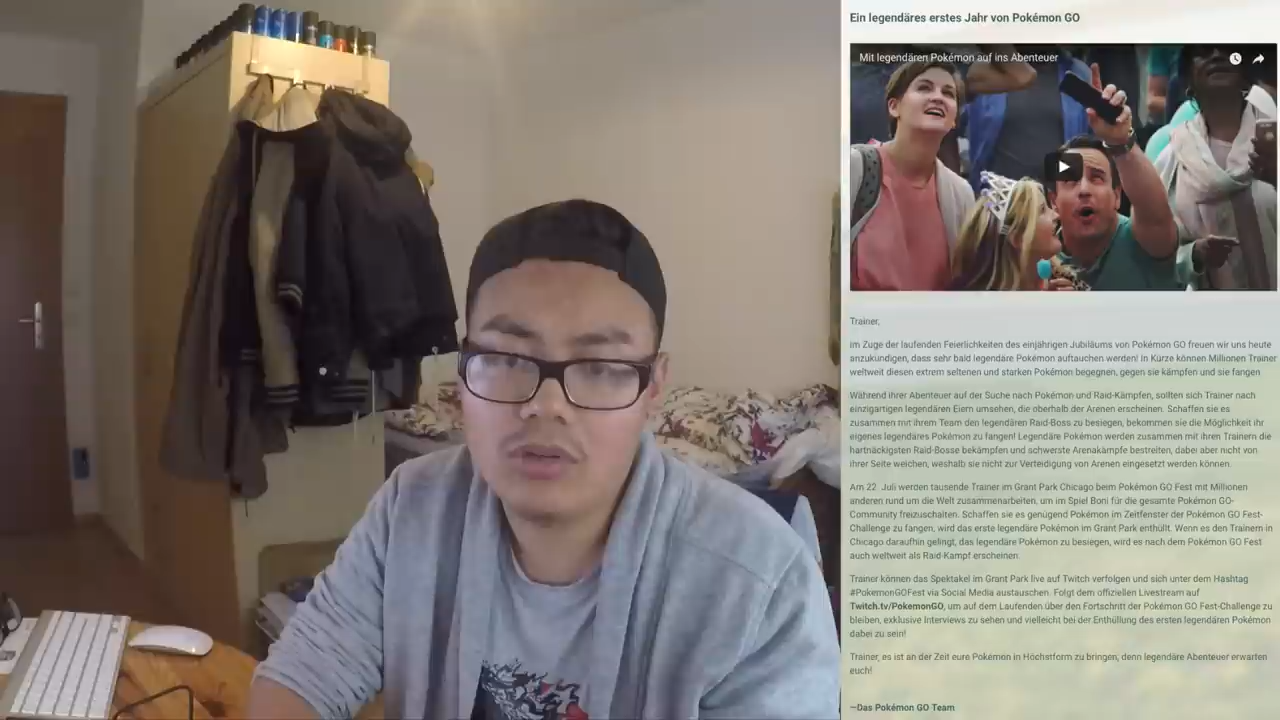 Ein legendäres erstes Jahr von Pokémon GO
Mit legendären Pokémon auf ins Abenteuer
Trainer,
im Zuge der laufenden Feierlichkeiten des einjährigen Jubiläums von Pokémon GO freuen wir uns heute
anzukündigen, dass sehr bald legendäre Pokémon auftauchen werden! In Kürze können Millionen Trainer
weltweit diesen extrem seltenen und starken Pokémon begegnen, gegen sie kämpfen und sie fangen
Während ihrer Abenteuer auf der Suche nach Pokémon und Raid-Kämpfen, sollten sich Trainer nach
einzigartigen legendären Eiern umsehen, die oberhalb der Arenen erscheinen. Schaffen sie es
zusammen mit ihrem Team den legendären Raid-Boss zu besiegen, bekommen sie die Möglichkeit ihr
eigenes legendäres Pokémon zu fangen! Legendäre Pokémon werden zusammen mit ihren Trainern die
hartnäckigsten Raid-Bosse bekämpfen und schwerste Arenakämpfe bestreiten, dabei aber nicht von
ihrer Seite weichen, weshalb sie nicht zur Verteidigung von Arenen eingesetzt werden können.
Am 22. Juli werden tausende Trainer im Grant Park Chicago beim Pokémon GO Fest mit Millionen
anderen rund um die Welt zusammenarbeiten, um im Spiel Boni für die gesamte Pokémon GO-
Community freizuschalten. Schaffen sie es genügend Pokémon im Zeitfenster der Pokémon GO Fest-
Challenge zu fangen, wird das erste legendäre Pokémon im Grant Park enthüllt. Wenn es den Trainern in
Chicago daraufhin gelingt, das legendäre Pokémon zu besiegen, wird es nach dem Pokémon GO Fest
auch weltweit als Raid-Kampf erscheinen.
Trainer können das Spektakel im Grant Park live auf Twitch verfolgen und sich unter dem Hashtag
#PokemonGOFest via Social Media austauschen. Folgt dem offiziellen Livestream auf
Twitch.tv/PokemonGO, um auf dem Laufenden über den Fortschritt der Pokémon GO Fest-Challenge zu
bleiben, exklusive Interviews zu sehen und vielleicht bei der Enthüllung des ersten legendären Pokémon
dabei zu sein!
Trainer, es ist an der Zeit eure Pokémon in Höchstform zu bringen, denn legendäre Abenteuer erwarten
euch!
—Das Pokémon GO Team